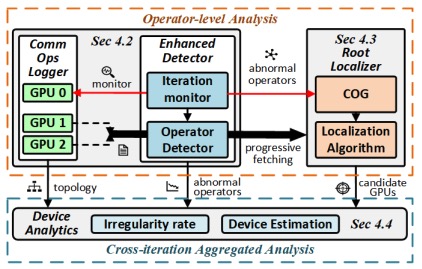 Operator-level Analysis
Comm
Ops
Logger
Sec 4.2
Enhanced
Detector
Sec 4.3
Root
Localizer
GPU 0
GPU 1
GPU 2
monitor
Iteration
monitor
Operator
Detector
abnormal
operators
progressive
fetching
COG
Localization
Algorithm
topology
abnormal
operators
candidate
GPUs
Device
Analytics
Irregularity rate
Device Estimation
Sec 4.4
Cross-iteration Aggregated Analysis